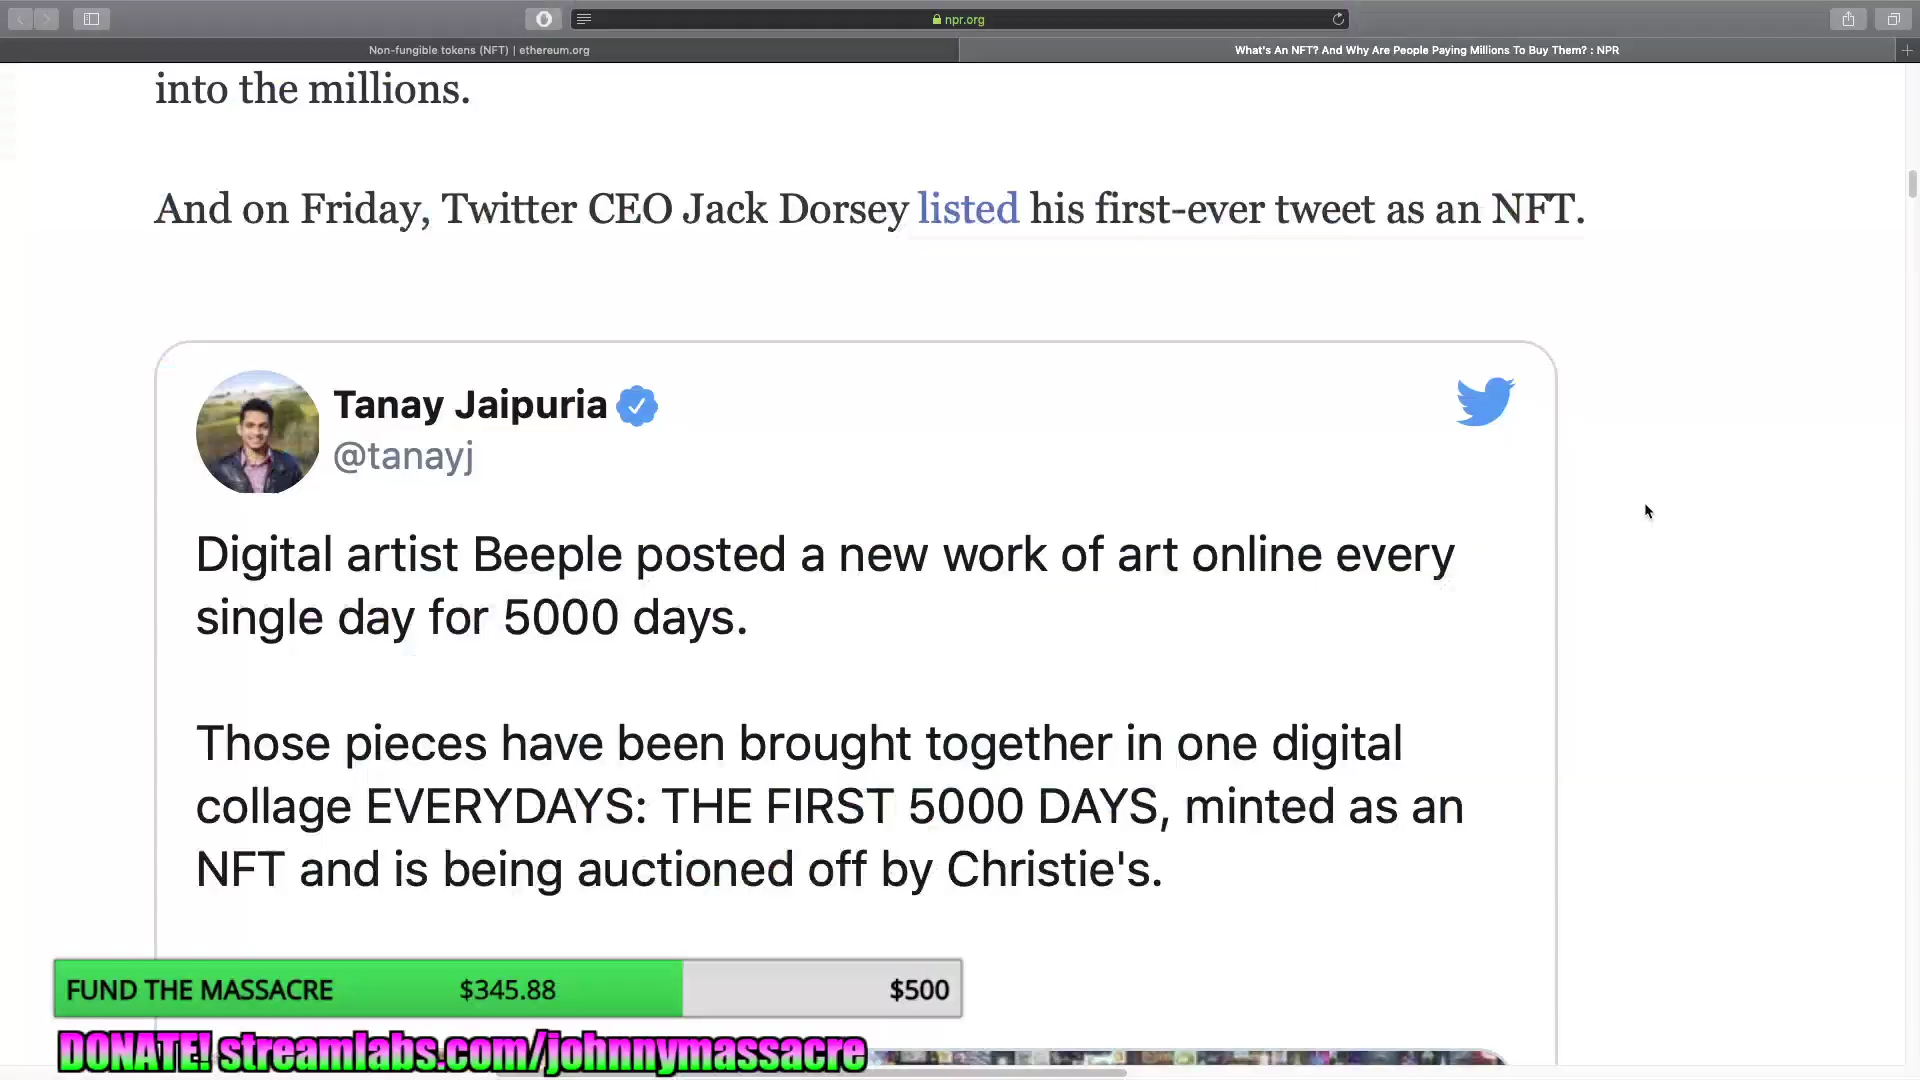 npr.org
Non-fungible tokens (NFT) | ethereum.org
What's An NFT? And Why Are People Paying Millions To Buy Them? : NPR
into the millions.
And on Friday, Twitter CEO Jack Dorsey listed his first-ever tweet as an NFT.
Tanay Jaipuria
@tanayj
Digital artist Beeple posted a new work of art online every
single day for 5000 days.
Those pieces have been brought together in one digital
collage EVERYDAYS: THE FIRST 5000 DAYS, minted as an
NFT and is being auctioned off by Christie's.
FUND THE MASSACRE $345.88 $500
DONATE! streamlabs.com/johnnymassacre